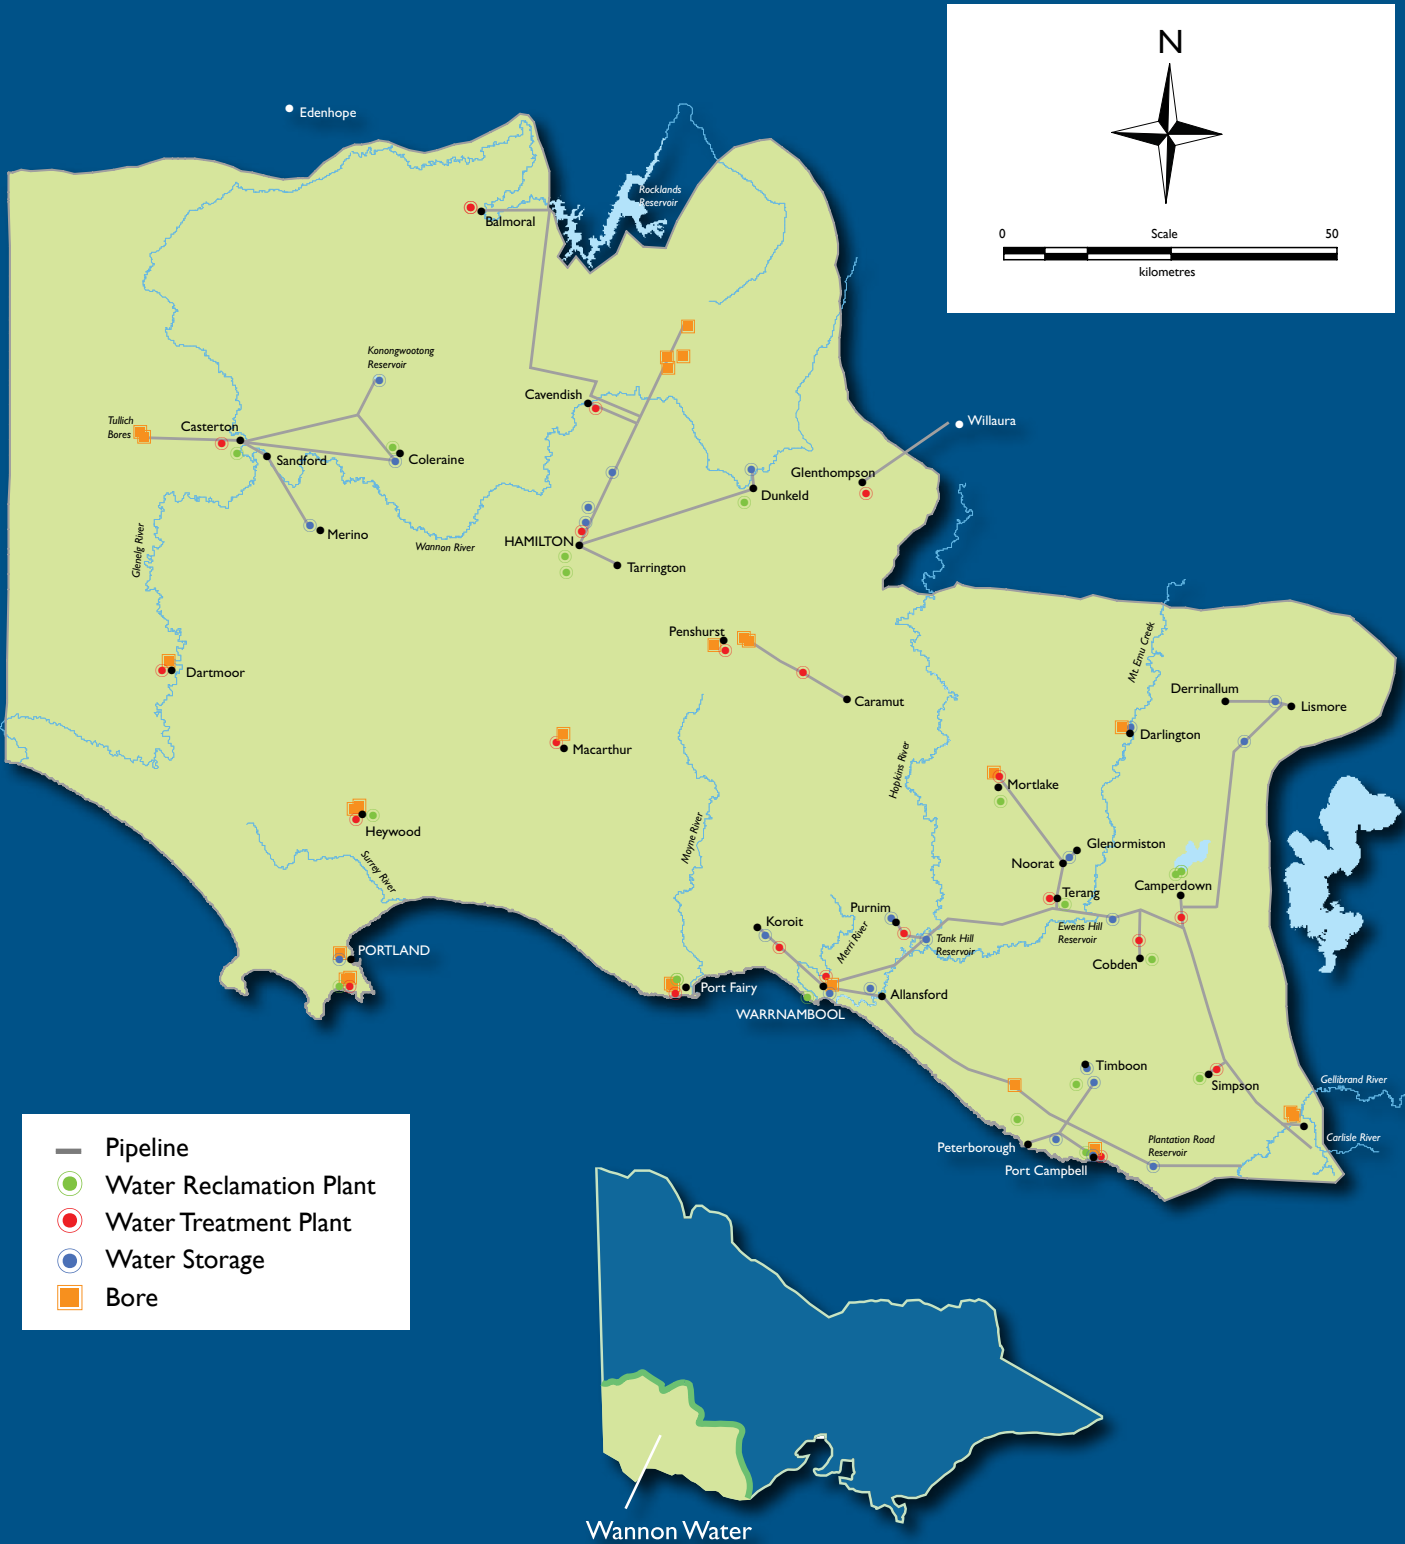 N
0 Scale 50
kilometres
Edenhope
Rocklands
Reservoir
Balmoral
Konongwootong
Reservoir
Cavendish
Tullich
Bores
Casterton
Sandford
Coleraine
Willaura
Glenthompson
Dunkeld
Merino
Glenelg River
Wannon River
HAMILTON
Tarrington
Penshurst
Caramut
Dartmoor
Macarthur
Mt. Emu Creek
Derrinallum
Lismore
Darlington
Hopkins River
Mortlake
Heywood
Surrey River
Moyne River
Glenormiston
Noorat
Terang
Camperdown
Koroit
Purnim
Merri River
Tank Hill
Reservoir
Ewens Hill
Reservoir
Cobden
PORTLAND
Port Fairy
WARRNAMBOOL
Allansford
Timboon
Simpson
Gellibrand River
Carlisle River
Plantation Road
Reservoir
Peterborough
Port Campbell
Pipeline
Water Reclamation Plant
Water Treatment Plant
Water Storage
Bore
Wannon Water